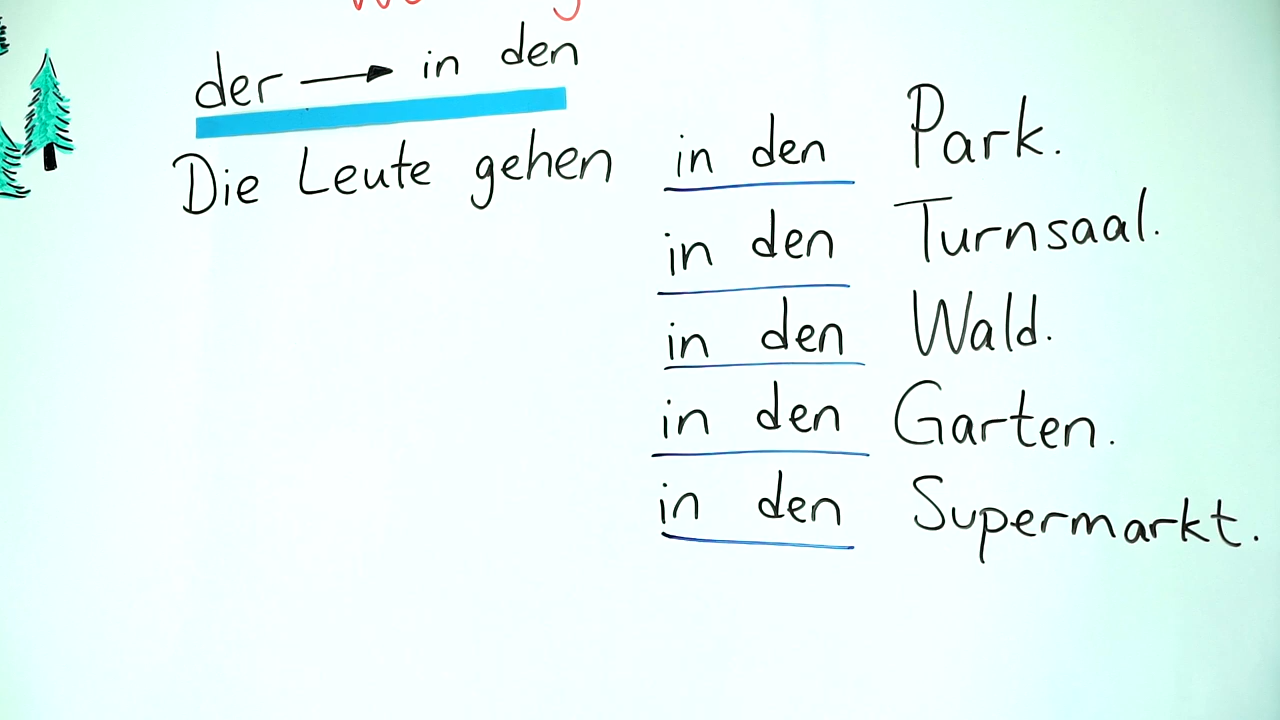 der → in den
Die Leute gehen in den Park.
in den Turnsaal.
in den Wald.
in den Garten.
in den Supermarkt.